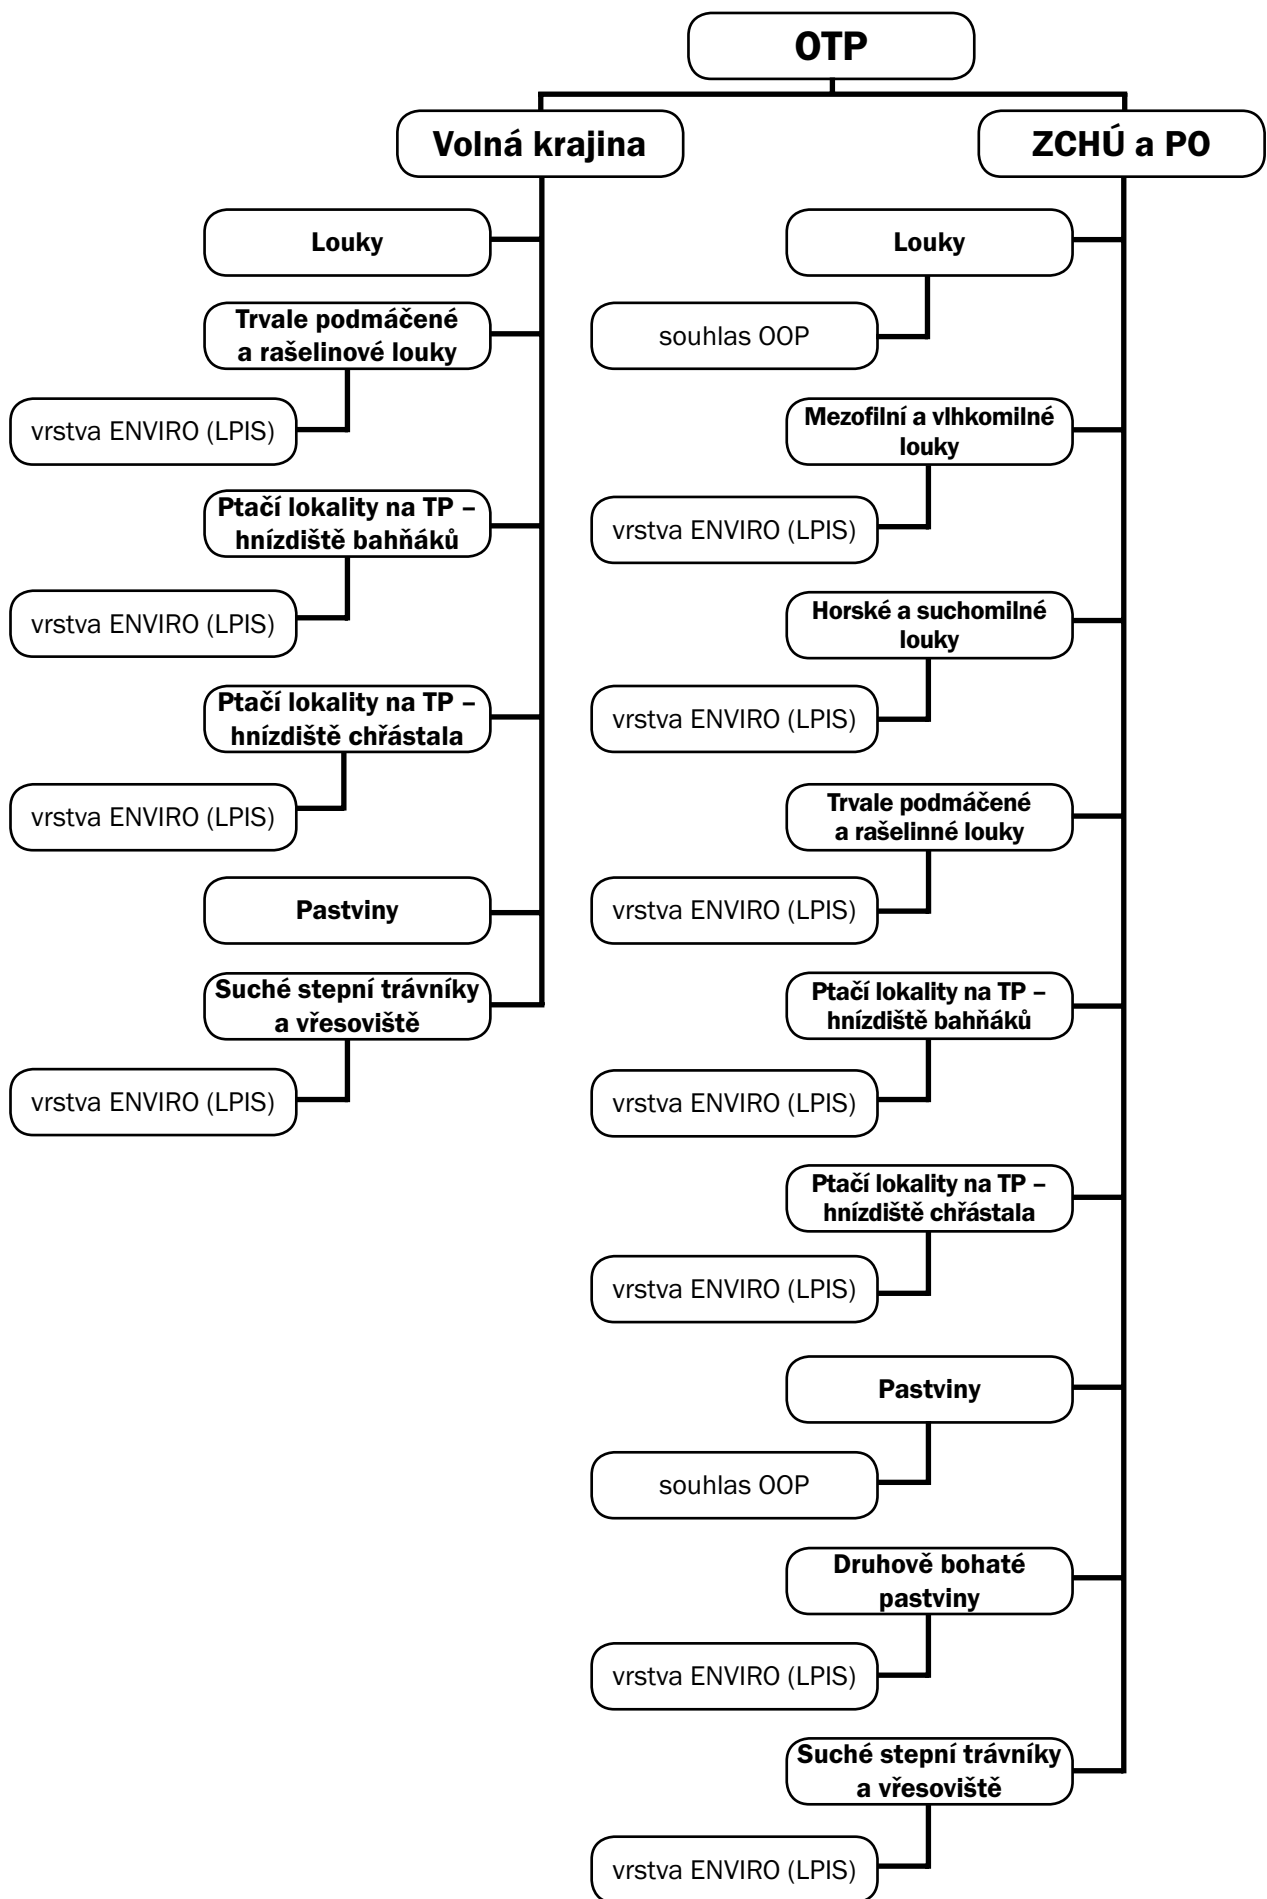 OTP
Volná krajina
Louky
Trvale podmáčené
a rašelinové louky
vrstva ENVIRO (LPIS)
Ptačí lokality na TP –
hnízdiště bahňáků
vrstva ENVIRO (LPIS)
Ptačí lokality na TP –
hnízdiště chřástala
vrstva ENVIRO (LPIS)
Pastviny
Suché stepní trávníky
a vřesoviště
vrstva ENVIRO (LPIS)
ZCHÚ a PO
Louky
souhlas OOP
Mezofilní a vlhkomilné
louky
vrstva ENVIRO (LPIS)
Horské a suchomilné
louky
vrstva ENVIRO (LPIS)
Trvale podmáčené
a rašelinné louky
vrstva ENVIRO (LPIS)
Ptačí lokality na TP –
hnízdiště bahňáků
vrstva ENVIRO (LPIS)
Ptačí lokality na TP –
hnízdiště chřástala
vrstva ENVIRO (LPIS)
Pastviny
souhlas OOP
Druhově bohaté
pastviny
vrstva ENVIRO (LPIS)
Suché stepní trávníky
a vřesoviště
vrstva ENVIRO (LPIS)